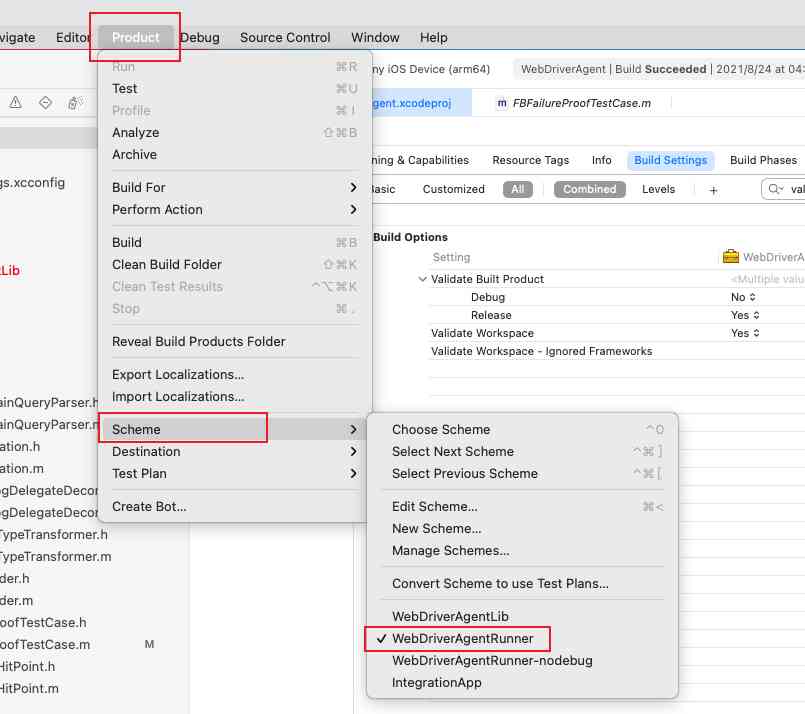 vigate Editor Product Debug Source Control Window Help
ny iOS Device (arm64) WebDriverAgent | Build Succeeded | 2021/8/24 at 04:
gent.xcodeproj m FBFailureProofTestCase.m
ning & Capabilities Resource Tags Info Build Settings Build Phases
Basic Customized All Combined Levels + val
Run ⌘R
Test ⌘U
Profile ⌘I
Analyze ⇧⌘B
Archive
Build For
Perform Action
Build ⌘B
Clean Build Folder ⇧⌘K
Clean Test Results ^⌥⌘K
Stop ⌘.
Reveal Build Products Folder
Export Localizations...
Import Localizations...
Scheme
Destination
Test Plan
Create Bot...
Choose Scheme ^0
Select Next Scheme ^⌘]
Select Previous Scheme ^⌘[
Edit Scheme... ⌘<
New Scheme...
Manage Schemes...
Convert Scheme to use Test Plans...
WebDriverAgentLib
✓ WebDriverAgentRunner
WebDriverAgentRunner-nodebug
IntegrationApp
Build Options
Setting WebDriverA
Validate Built Product <Multiple valu
Debug No
Release Yes
Validate Workspace Yes
Validate Workspace - Ignored Frameworks
gs.xcconfig
tLib
ainQueryParser.h
ainQueryParser.m
ation.h
ation.m
ogDelegateDecor
ogDelegateDecor
TypeTransformer.h
TypeTransformer.m
der.h
der.m
oofTestCase.h
oofTestCase.m M
HitPoint.h
HitPoint.m